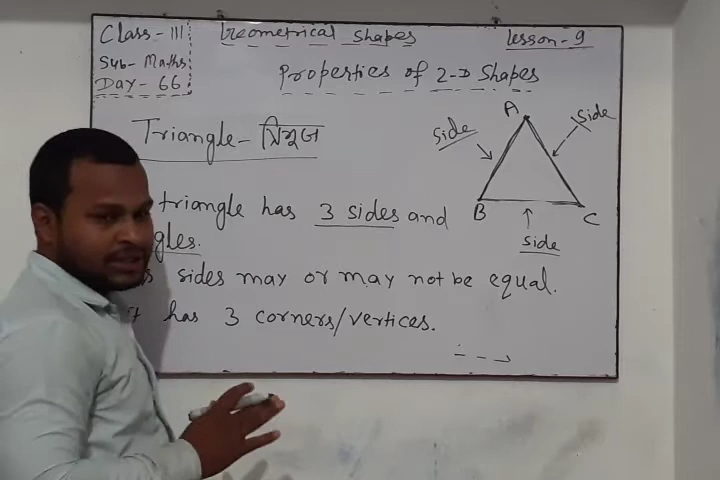 Class- III
Geometrical shapes
Lesson- 9
Sub- Maths
Day- 66
Properties of 2-D Shapes
Triangle- ত্রিভূজ
A
side
side
B
C
side
triangle has 3 sides and
gles.
sides may or may not be equal.
has 3 corners/vertices.